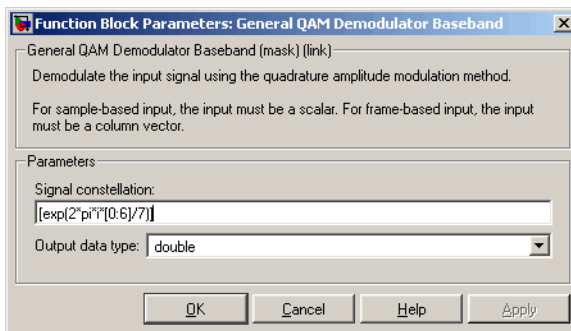 Function Block Parameters: General QAM Demodulator Baseband
General QAM Demodulator Baseband (mask) (link)
Demodulate the input signal using the quadrature amplitude modulation method.
For sample-based input, the input must be a scalar. For frame-based input, the input
must be a column vector.
Parameters
Signal constellation:
[exp(2*pi*i*[0:6]/7)]
Output data type: double
OK Cancel Help Apply